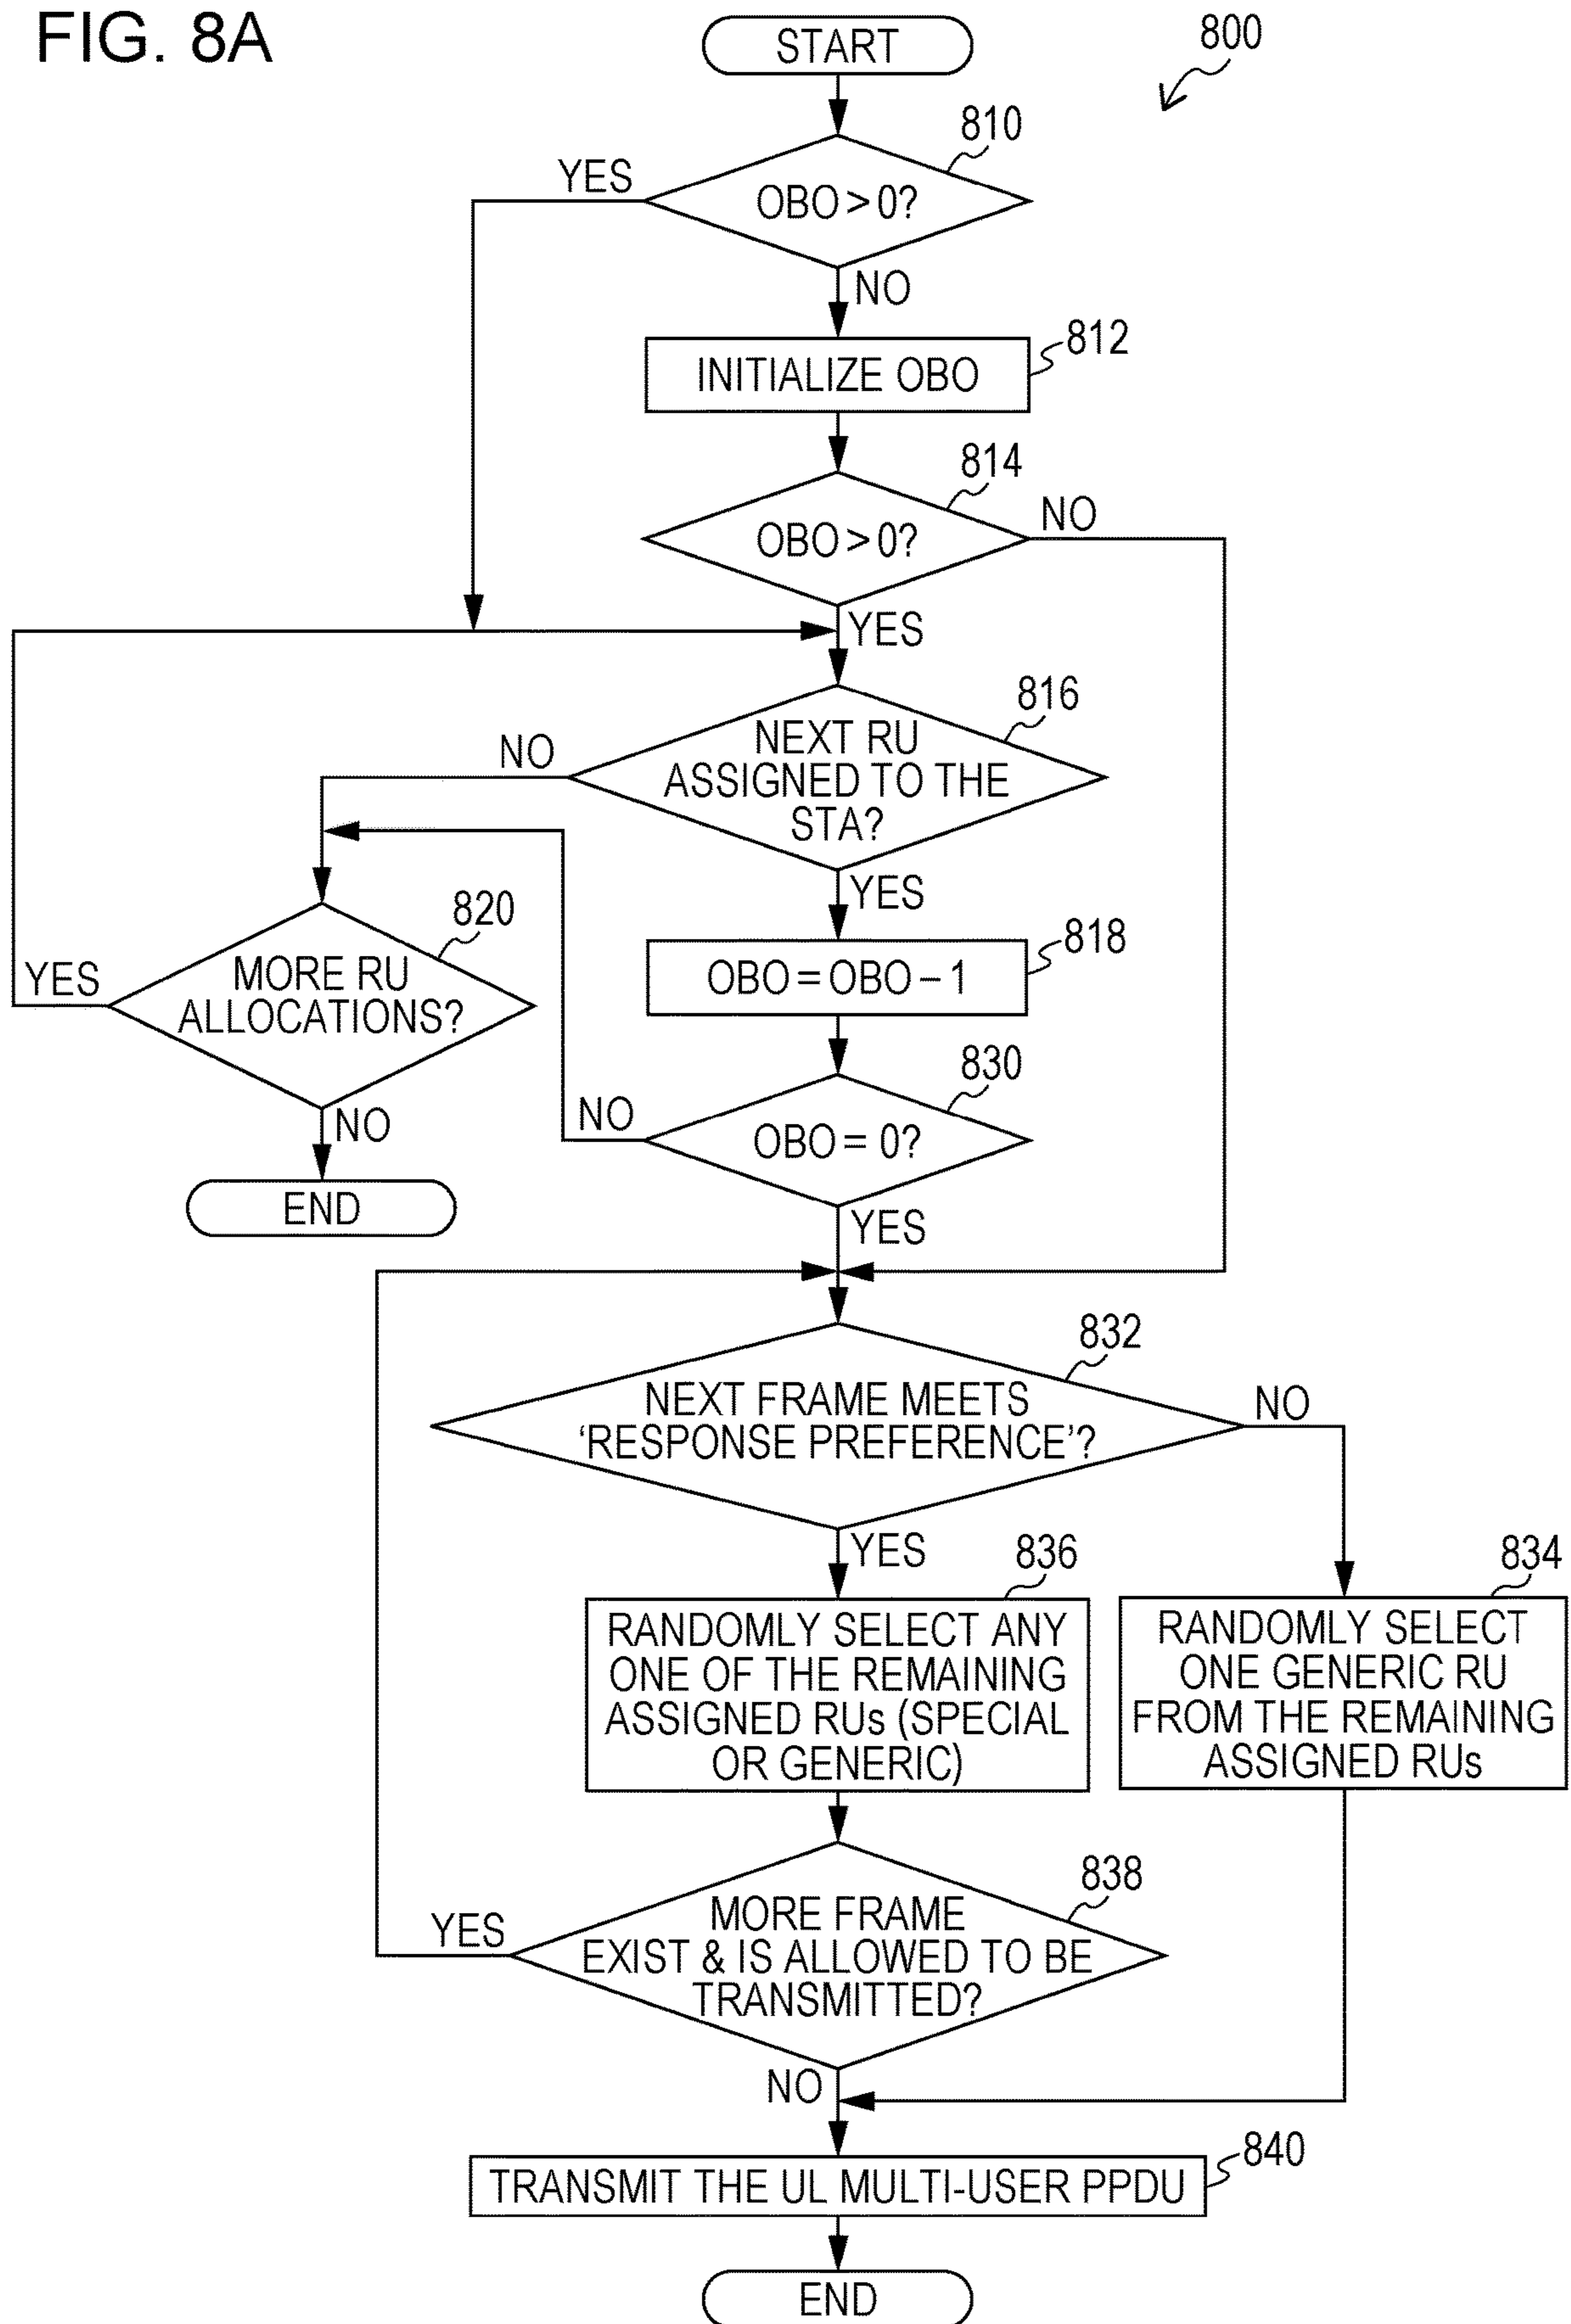 FIG. 8A
START
800
810
YES
OBO > 0?
NO
812
INITIALIZE OBO
814
NO
OBO > 0?
YES
816
NO
NEXT RU
ASSIGNED TO THE
STA?
YES
820
818
YES
MORE RU
ALLOCATIONS?
OBO = OBO – 1
830
NO
NO
OBO = 0?
END
YES
832
NEXT FRAME MEETS
‘RESPONSE PREFERENCE’?
NO
YES
836
834
RANDOMLY SELECT ANY
ONE OF THE REMAINING
ASSIGNED RUs (SPECIAL
OR GENERIC)
RANDOMLY SELECT
ONE GENERIC RU
FROM THE REMAINING
ASSIGNED RUs
838
YES
MORE FRAME
EXIST & IS ALLOWED TO BE
TRANSMITTED?
NO
840
TRANSMIT THE UL MULTI-USER PPDU
END